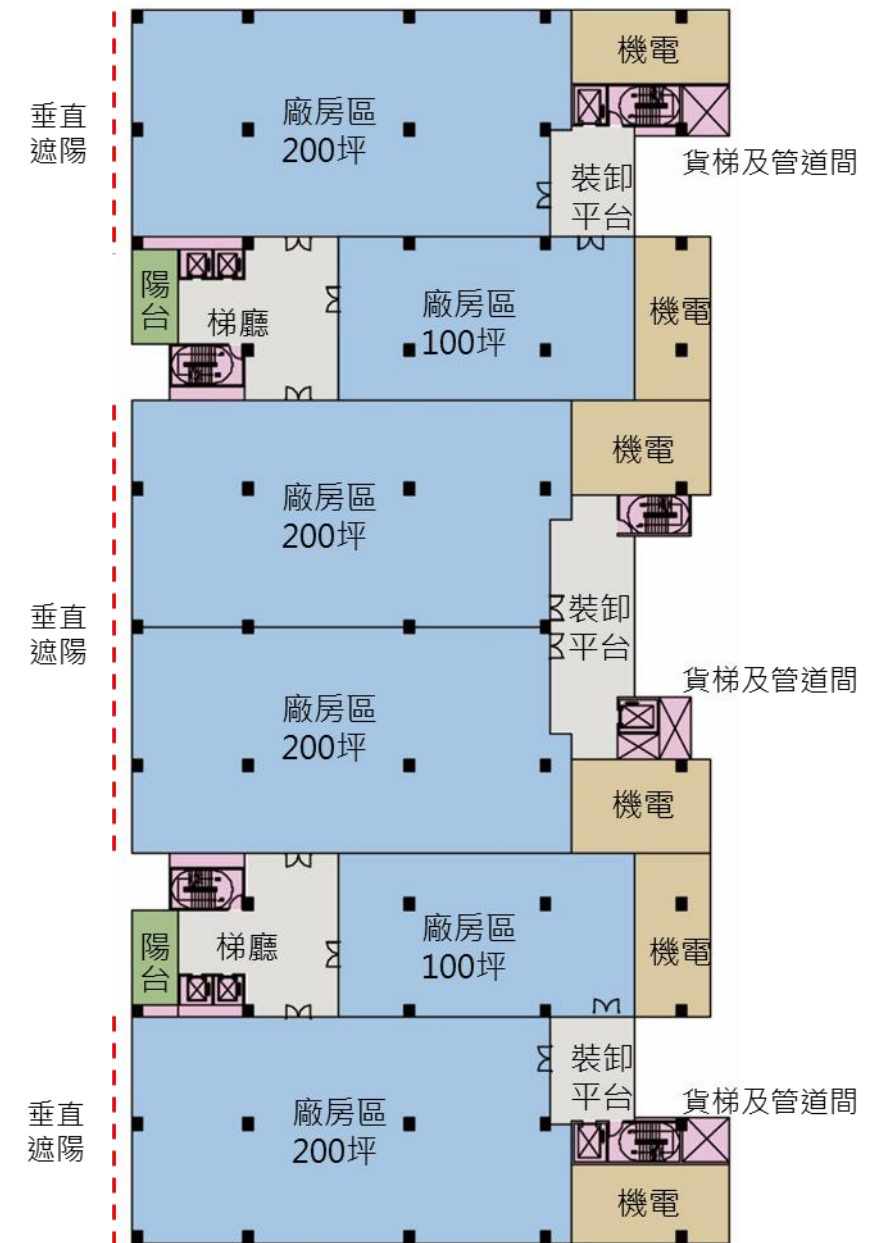 機電
垂直
遮陽
廠房區
200坪
貨梯及管道間
裝卸
平台
陽
台
梯廳
廠房區
100坪
機電
機電
廠房區
200坪
垂直
遮陽
裝卸
平台
貨梯及管道間
廠房區
200坪
機電
陽
台
梯廳
廠房區
100坪
機電
裝卸
平台
垂直
遮陽
廠房區
200坪
貨梯及管道間
機電